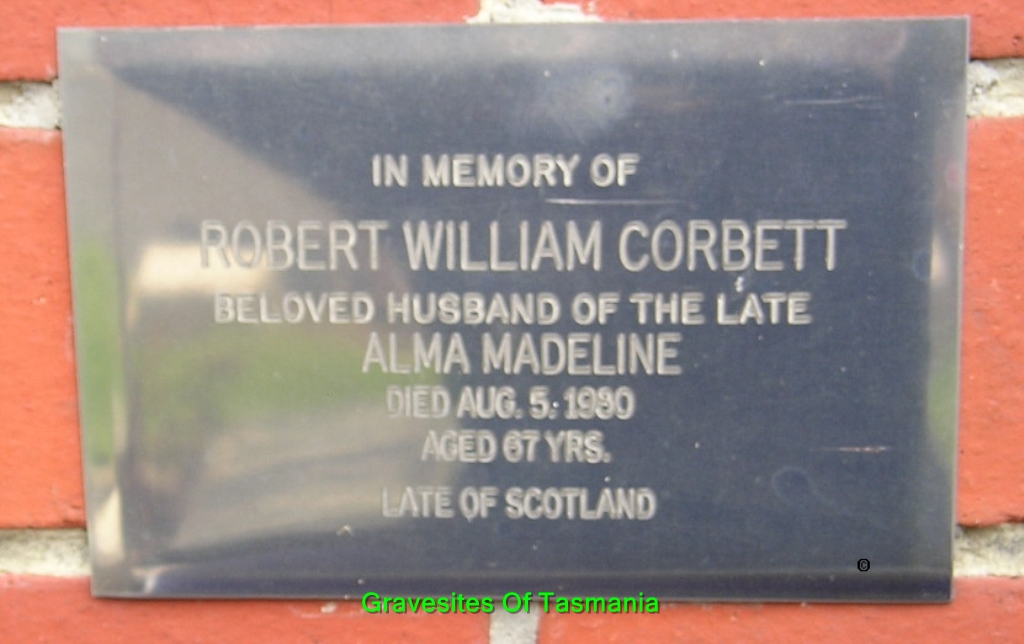 IN MEMORY OF
ROBERT WILLIAM CORBETT
BELOVED HUSBAND OF THE LATE
ALMA MADELINE
DIED AUG. 5. 1980
AGED 67 YRS.
LATE OF SCOTLAND
©
Gravesites Of Tasmania